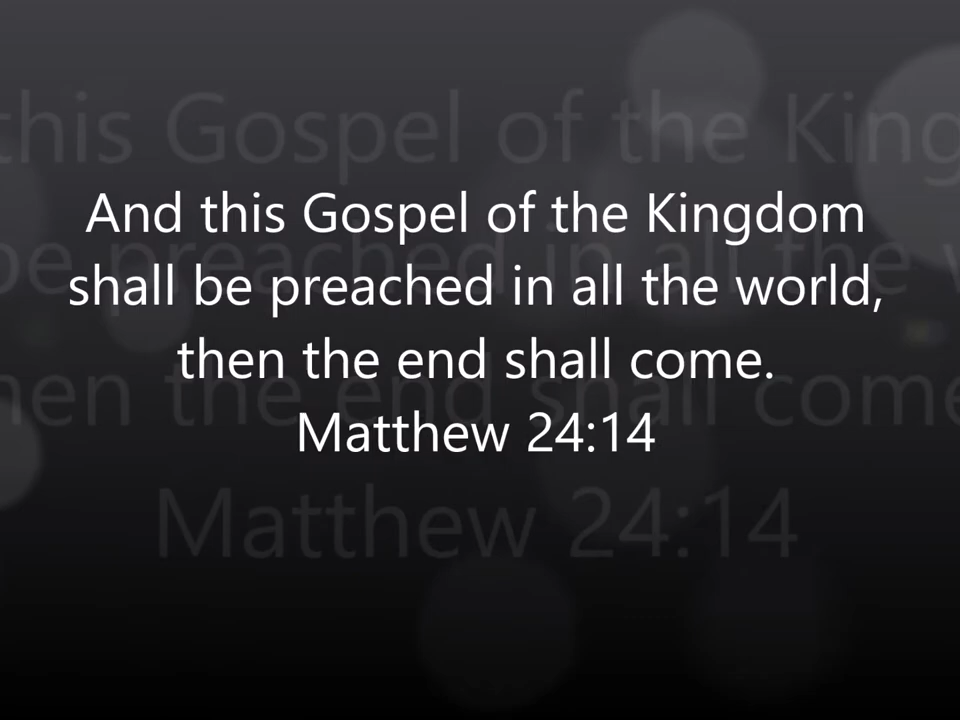 And this Gospel of the Kingdom
shall be preached in all the world,
then the end shall come.
Matthew 24:14